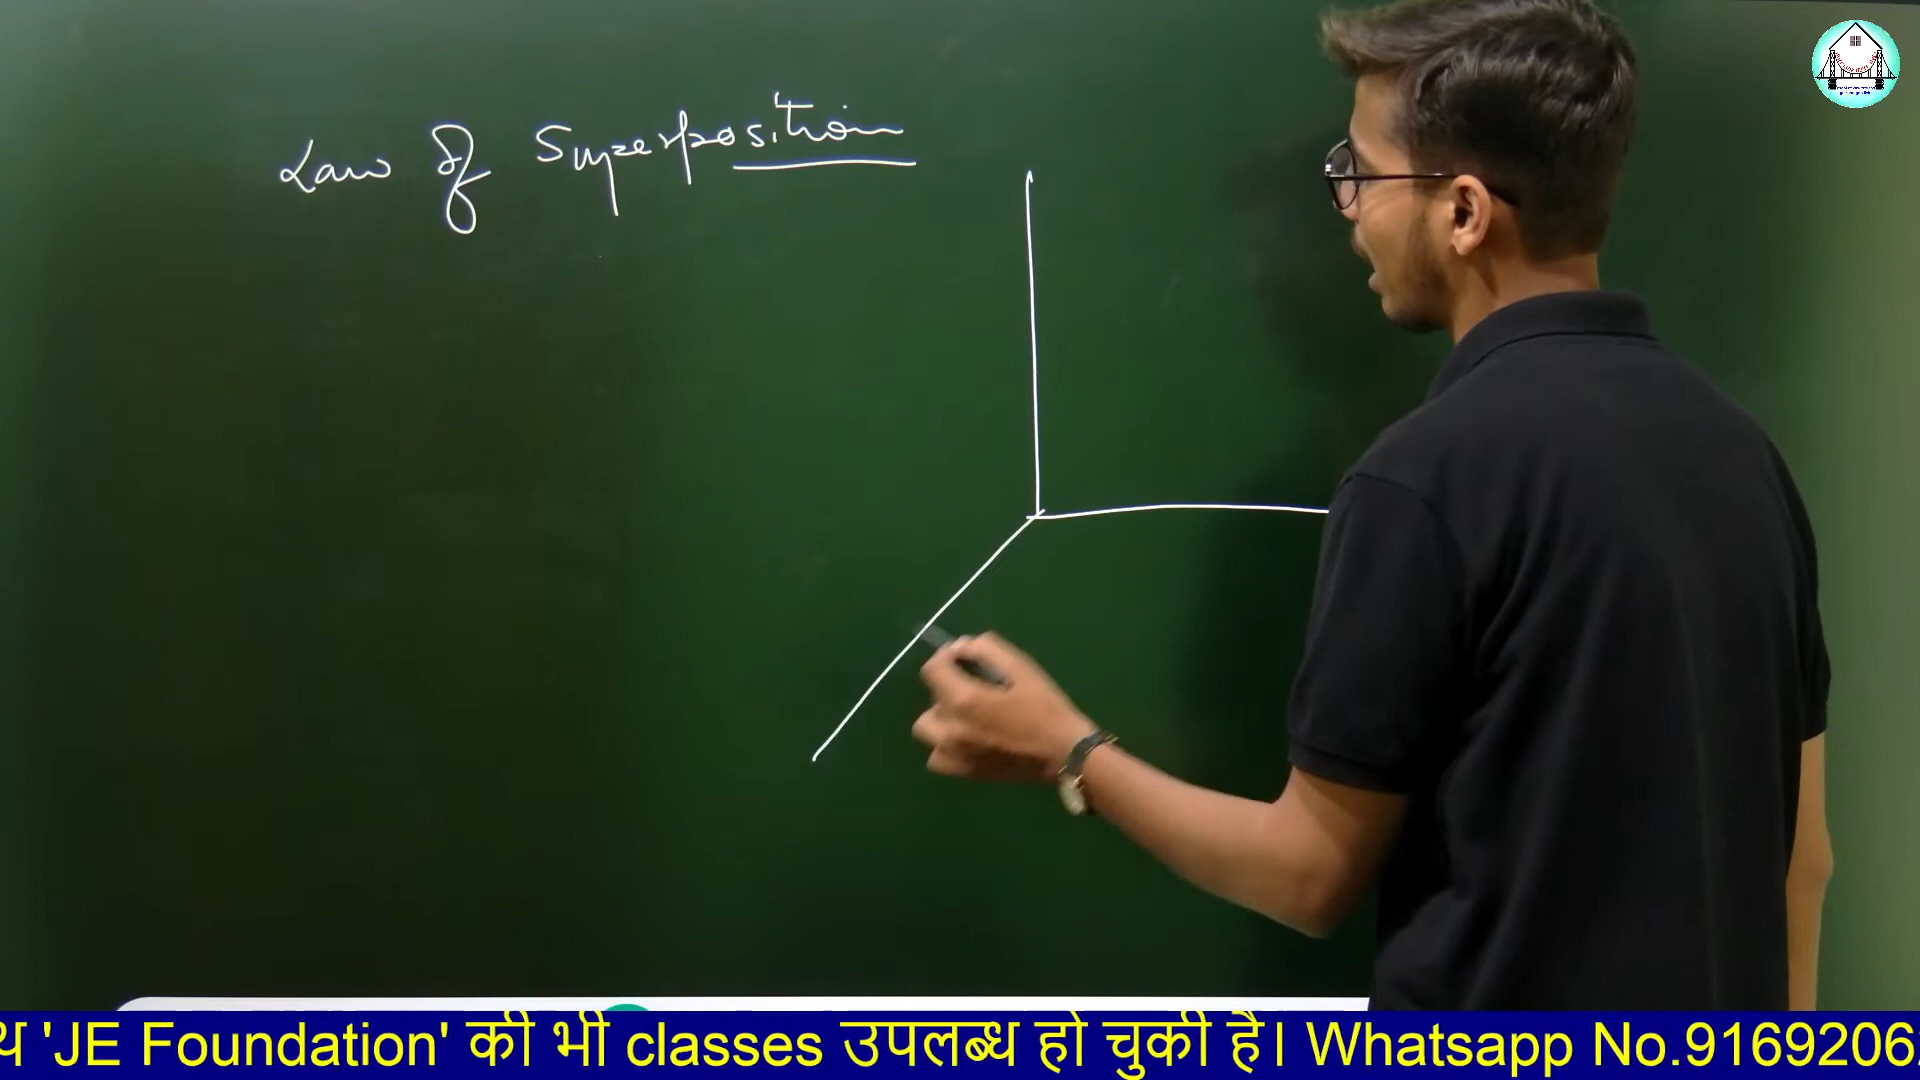 Law of Superposition
थ 'JE Foundation' की भी classes उपलब्ध हो चुकी है। Whatsapp No.9169206